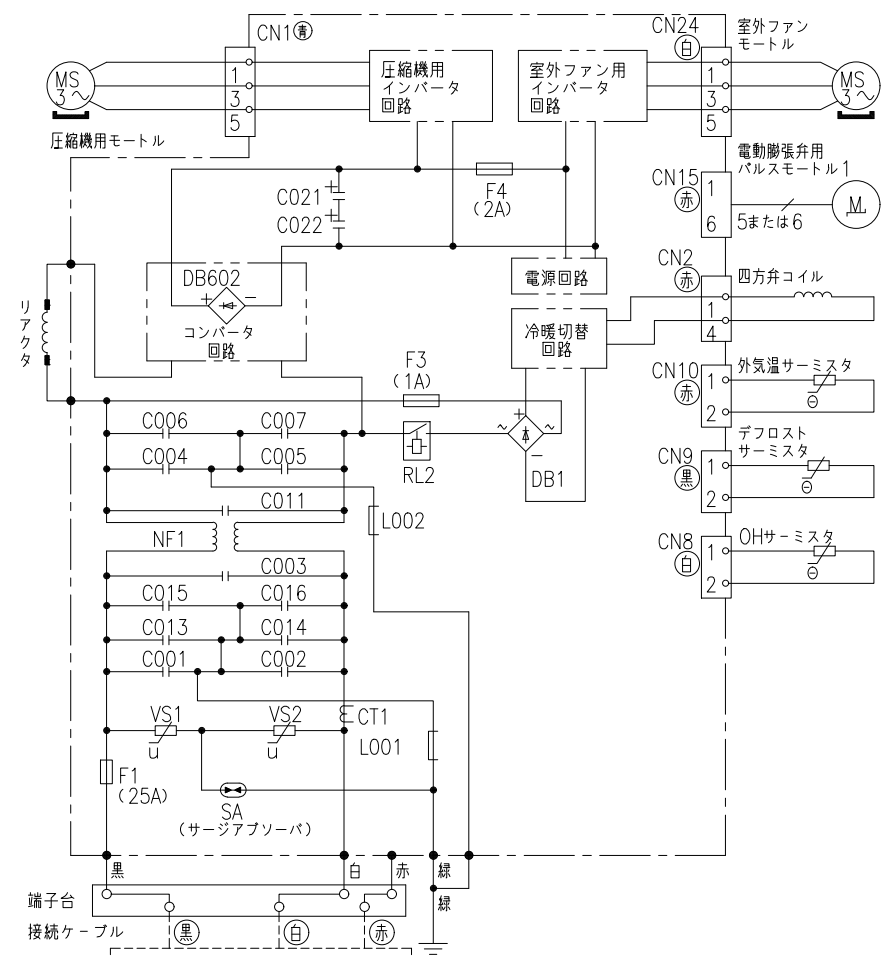 CN1 青
CN24
白
室外ファン
モートル
MS
3～
1
3
5
圧縮機用
インバータ
回路
室外ファン用
インバータ
回路
1
3
5
MS
3～
圧縮機用モートル
電動膨張弁用
パルスモートル1
CN15
赤
1
6
5または6
M
C021
C022
F4
(2A)
CN2
赤
四方弁コイル
1
4
DB602
コンバータ
回路
電源回路
冷暖切替
回路
リアクタ
F3
(1A)
CN10
赤
外気温サーミスタ
1
2
θ
C006
C007
C004
C005
RL2
DB1
CN9
黒
デフロスト
サーミスタ
1
2
θ
C011
L002
NF1
CN8
白
OHサーミスタ
1
2
θ
C003
C015
C016
C013
C014
C001
C002
VS1
VS2
CT1
u
u
L001
F1
(25A)
SA
(サージアブソーバ)
黒
白
赤
緑
端子台
緑
接続ケーブル
黒
白
赤